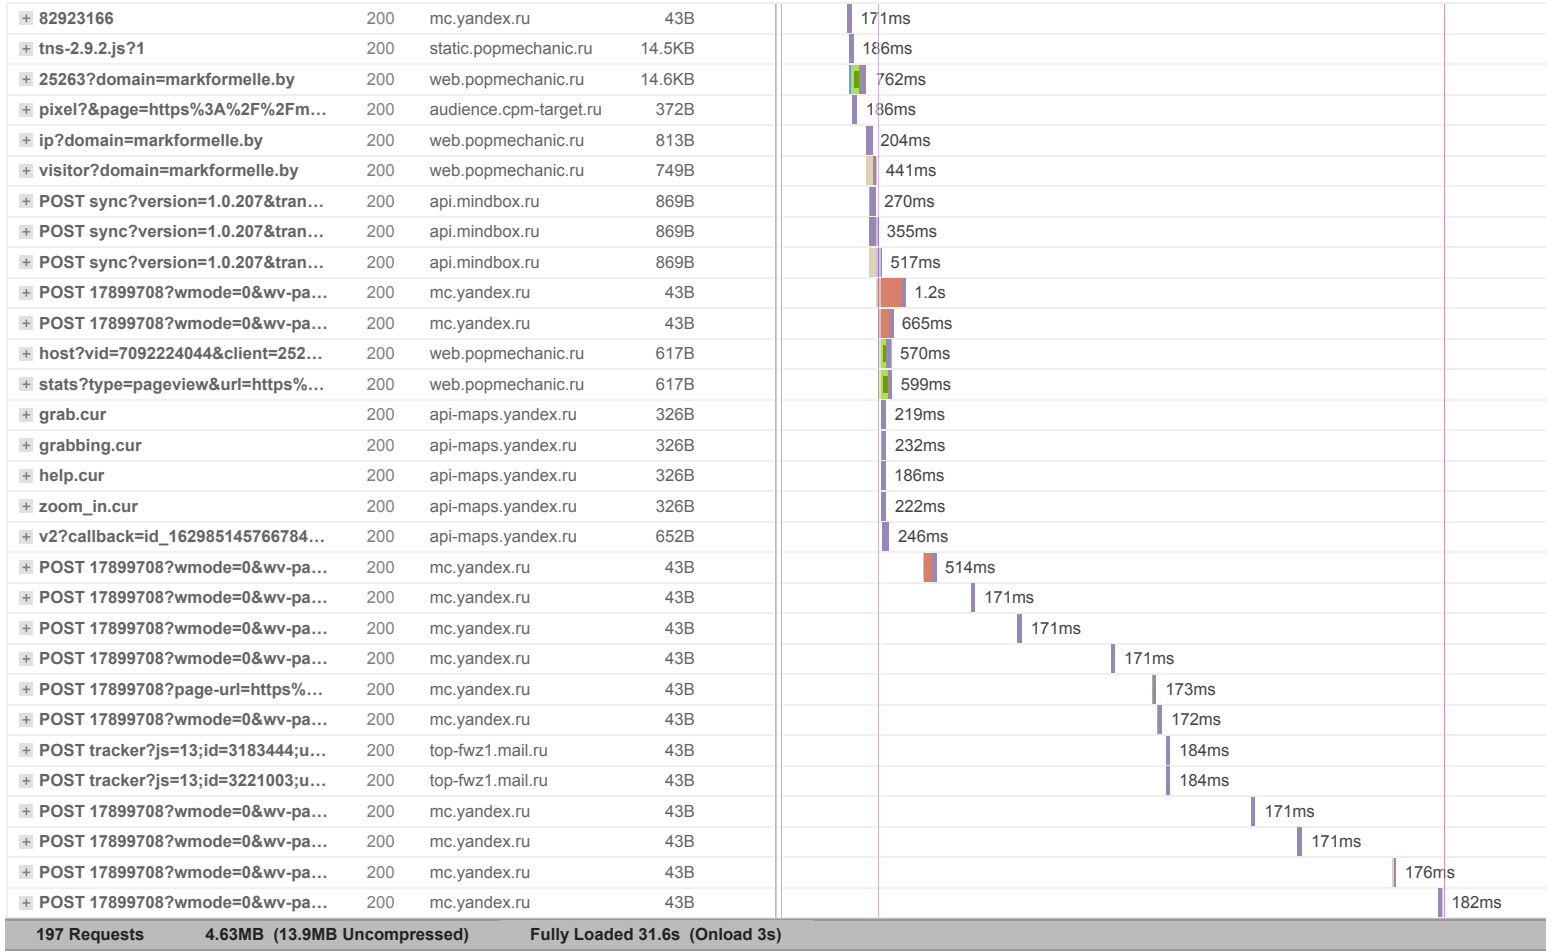 82923166 200 mc.yandex.ru 43B 171ms
tns-2.9.2.js?1 200 static.popmechanic.ru 14.5KB 186ms
25263?domain=markformelle.by 200 web.popmechanic.ru 14.6KB 762ms
pixel?&page=https%3A%2F%2Fm... 200 audience.cpm-target.ru 372B 186ms
ip?domain=markformelle.by 200 web.popmechanic.ru 813B 204ms
visitor?domain=markformelle.by 200 web.popmechanic.ru 749B 441ms
POST sync?version=1.0.207&tran... 200 api.mindbox.ru 869B 270ms
POST sync?version=1.0.207&tran... 200 api.mindbox.ru 869B 355ms
POST sync?version=1.0.207&tran... 200 api.mindbox.ru 869B 517ms
POST 17899708?wmode=0&wv-pa... 200 mc.yandex.ru 43B 1.2s
POST 17899708?wmode=0&wv-pa... 200 mc.yandex.ru 43B 665ms
host?vid=7092224044&client=252... 200 web.popmechanic.ru 617B 570ms
stats?type=pageview&url=https%... 200 web.popmechanic.ru 617B 599ms
grab.cur 200 api-maps.yandex.ru 326B 219ms
grabbing.cur 200 api-maps.yandex.ru 326B 232ms
help.cur 200 api-maps.yandex.ru 326B 186ms
zoom_in.cur 200 api-maps.yandex.ru 326B 222ms
v2?callback=id_162985145766784... 200 api-maps.yandex.ru 652B 246ms
POST 17899708?wmode=0&wv-pa... 200 mc.yandex.ru 43B 514ms
POST 17899708?wmode=0&wv-pa... 200 mc.yandex.ru 43B 171ms
POST 17899708?wmode=0&wv-pa... 200 mc.yandex.ru 43B 171ms
POST 17899708?wmode=0&wv-pa... 200 mc.yandex.ru 43B 171ms
POST 17899708?page-url=https%... 200 mc.yandex.ru 43B 173ms
POST 17899708?wmode=0&wv-pa... 200 mc.yandex.ru 43B 172ms
POST tracker?js=13;id=3183444;u... 200 top-fwz1.mail.ru 43B 184ms
POST tracker?js=13;id=3221003;u... 200 top-fwz1.mail.ru 43B 184ms
POST 17899708?wmode=0&wv-pa... 200 mc.yandex.ru 43B 171ms
POST 17899708?wmode=0&wv-pa... 200 mc.yandex.ru 43B 171ms
POST 17899708?wmode=0&wv-pa... 200 mc.yandex.ru 43B 176ms
POST 17899708?wmode=0&wv-pa... 200 mc.yandex.ru 43B 182ms
197 Requests 4.63MB (13.9MB Uncompressed) Fully Loaded 31.6s (Onload 3s)